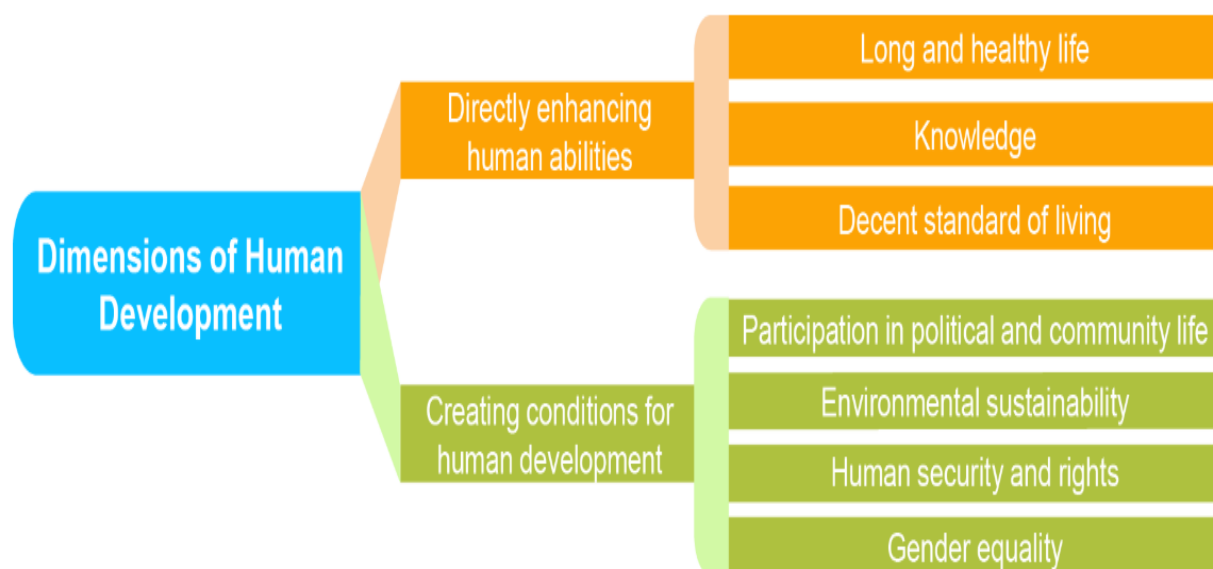 Dimensions of Human
Development
Directly enhancing
human abilities
Long and healthy life
Knowledge
Decent standard of living
Creating conditions for
human development
Participation in political and community life
Environmental sustainability
Human security and rights
Gender equality